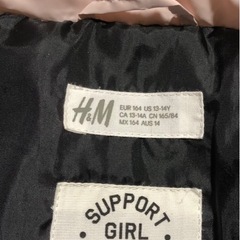 H&M
EUR 164 US 13-14Y
CA 13-14A CN 165/84
MX 164 AUS 14
SUPPORT
GIRL